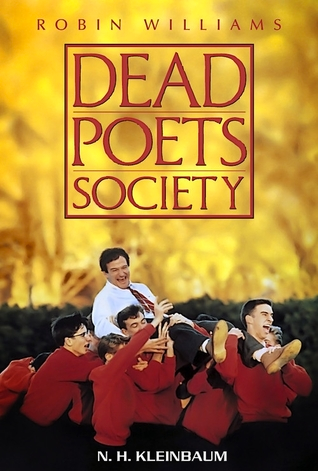 ROBIN WILLIAMS
DEAD
POETS
SOCIETY
N. H. KLEINBAUM